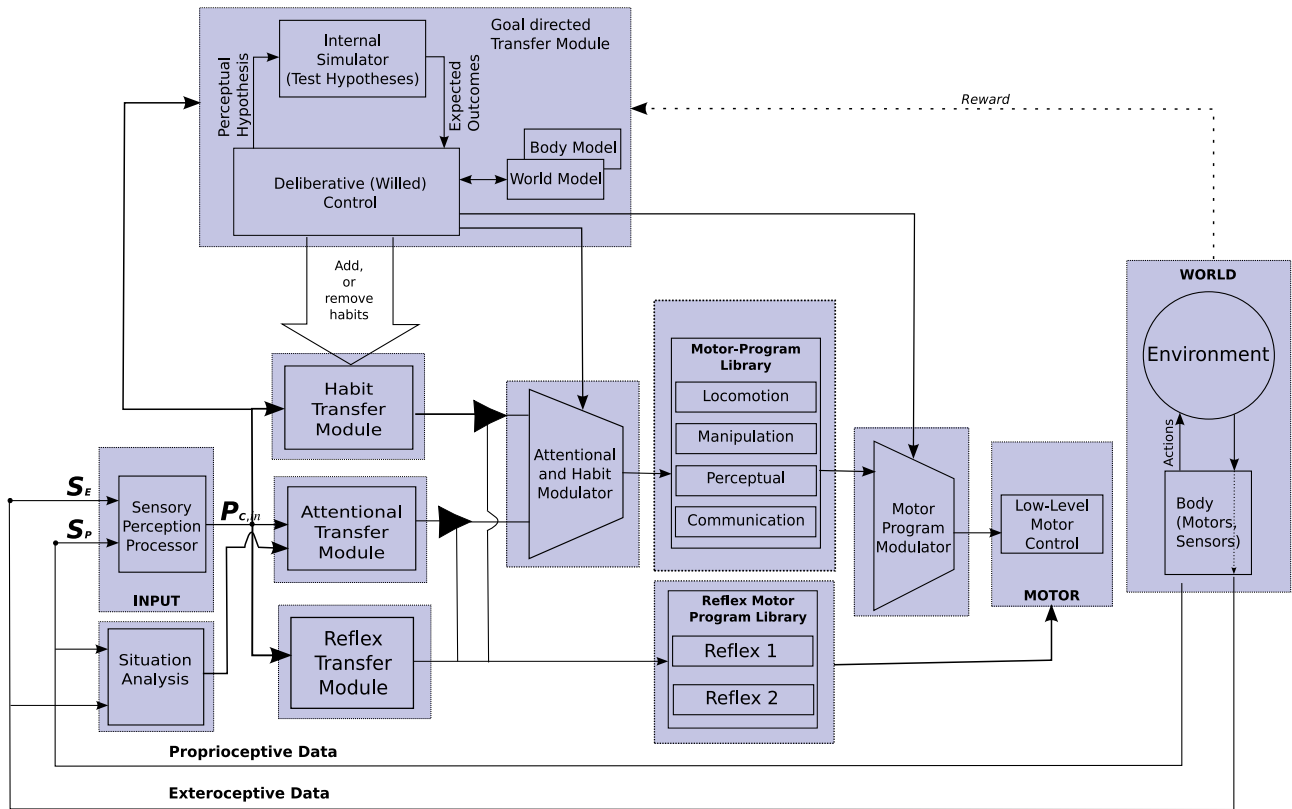 Goal directed
Transfer Module
Internal
Simulator
(Test Hypotheses)
Perceptual
Hypothesis
Expected
Outcomes
Body Model
World Model
Deliberative (Willed)
Control
Reward
Add,
or
remove
habits
WORLD
Environment
Actions
Body
(Motors,
Sensors)
Habit
Transfer
Module
Attentional
and Habit
Modulator
Motor-Program
Library
Locomotion
Manipulation
Perceptual
Communication
Motor
Program
Modulator
Low-Level
Motor
Control
MOTOR
SE
SP
Sensory
Perception
Processor
INPUT
Pc,in
Attentional
Transfer
Module
Situation
Analysis
Reflex
Transfer
Module
Reflex Motor
Program Library
Reflex 1
Reflex 2
Proprioceptive Data
Exteroceptive Data